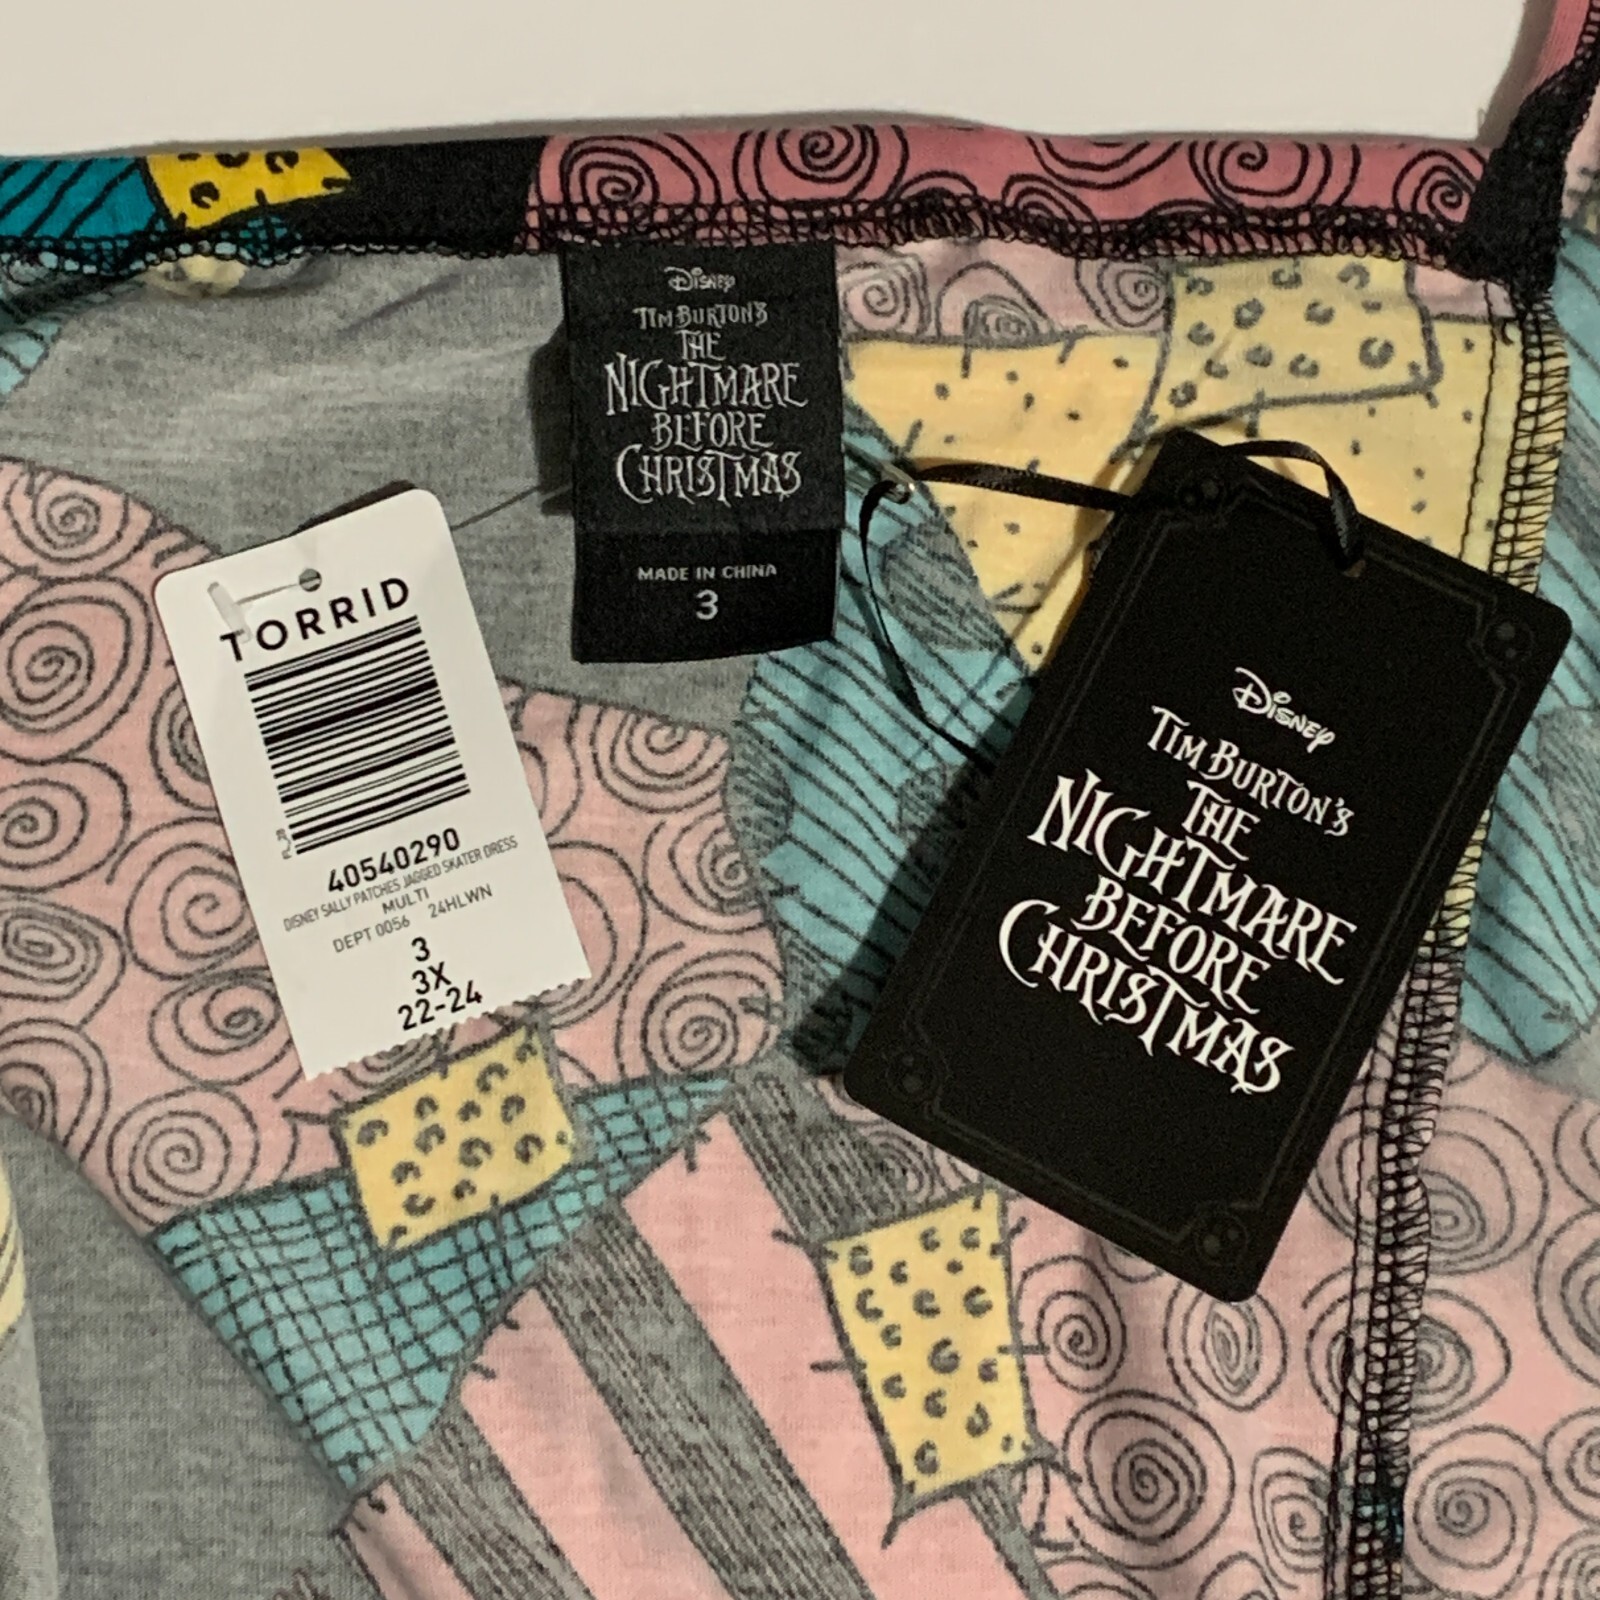 Disney
TIM BURTON'S
THE
NIGHTMARE
BEFORE
CHRISTMAS
MADE IN CHINA
3
TORRID
40540290
DISNEY SALLY PATCHES JAGGED SKATER DRESS
MULTI
DEPT 0056 24HLWN
3
3X
22-24
Disney
TIM BURTON'S
THE
NIGHTMARE
BEFORE
CHRISTMAS